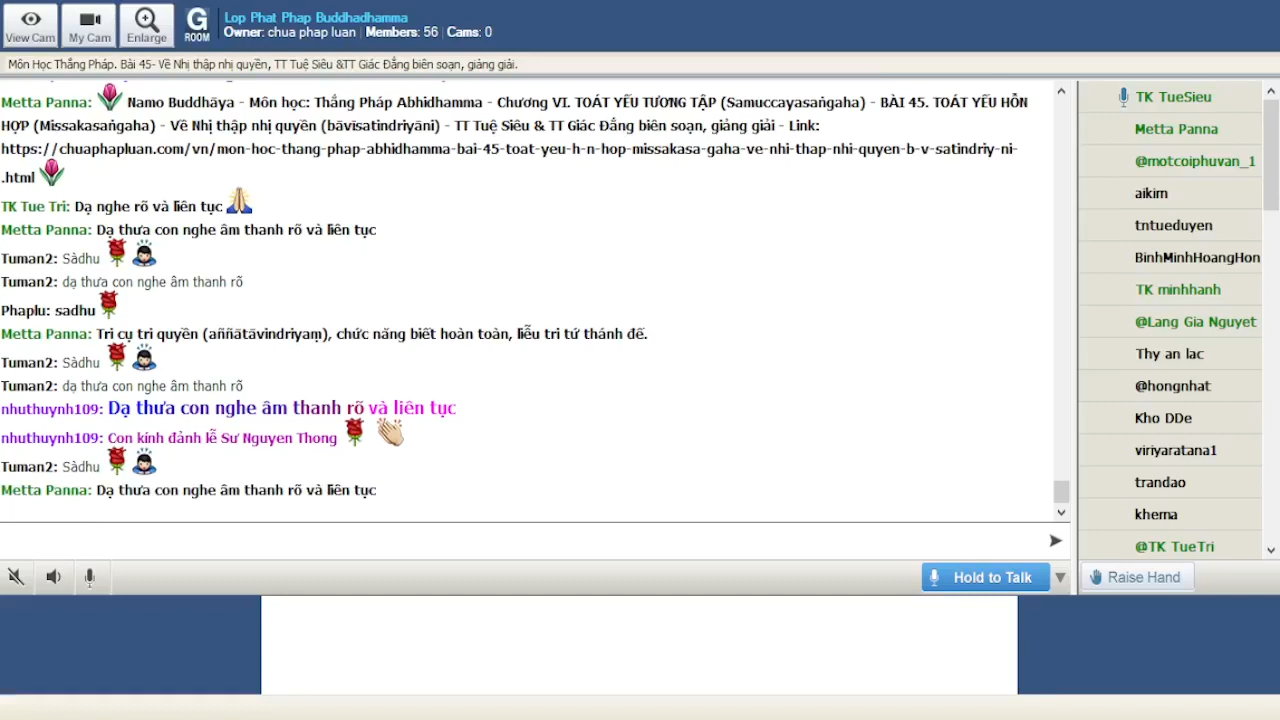 View Cam
My Cam
Enlarge
G
ROOM
Lop Phat Phap Buddhadhamma
Owner: chua phap luan | Members: 56 | Cams: 0
Môn Học Thắng Pháp. Bài 45- Về Nhị thập nhị quyền, TT Tuệ Siêu &TT Giác Đẳng biên soạn, giảng giải.
Metta Panna: Namo Buddhāya - Môn học: Thắng Pháp Abhidhamma - Chương VI. TOÁT YẾU TƯƠNG TẬP (Samuccayasaṅgaha) - BÀI 45. TOÁT YẾU HỖN
HỢP (Missakasaṅgaha) - Về Nhị thập nhị quyền (bāvīsatindriyāni) - TT Tuệ Siêu & TT Giác Đẳng biên soạn, giảng giải - Link:
https://chuaphapluan.com/vn/mon-hoc-thang-phap-abhidhamma-bai-45-toat-yeu-h-n-hop-missakasa-gaha-ve-nhi-thap-nhi-quyen-b-v-satindriy-ni-
.html
TK Tue Tri: Dạ nghe rõ và liên tục
Metta Panna: Dạ thưa con nghe âm thanh rõ và liên tục
Tuman2: Sàdhu
Tuman2: dạ thưa con nghe âm thanh rõ
Phaplu: sadhu
Metta Panna: Tri cụ tri quyền (aññātāvindriyaṃ), chức năng biết hoàn toàn, liễu tri tứ thánh đế.
Tuman2: Sàdhu
Tuman2: dạ thưa con nghe âm thanh rõ
nhuthuynh109: Dạ thưa con nghe âm thanh rõ và liên tục
nhuthuynh109: Con kính đảnh lễ Sư Nguyen Thong
Tuman2: Sàdhu
Metta Panna: Dạ thưa con nghe âm thanh rõ và liên tục
TK TueSieu
Metta Panna
@motcoiphuvan_1
aikim
tntueduyen
BinhMinhHoangHon
TK minhhanh
@Lang Gia Nguyet
Thy an lac
@hongnhat
Kho DDe
viriyaratana1
trandao
khema
@TK TueTri
Hold to Talk
Raise Hand